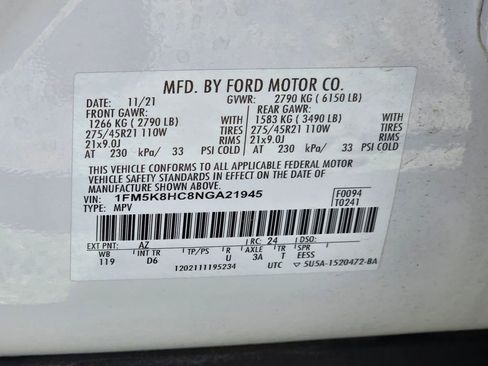 MFD. BY FORD MOTOR CO.
DATE: 11/21 GVWR: 2790 KG ( 6150 LB)
FRONT GAWR: REAR GAWR:
1266 KG ( 2790 LB) WITH 1583 KG ( 3490 LB) WITH
275/45R21 110W TIRES 275/45R21 110W TIRES
21x9.0J RIMS 21x9.0J RIMS
AT 230 kPa/ 33 PSI COLD AT 230 kPa/ 33 PSI COLD
THIS VEHICLE CONFORMS TO ALL APPLICABLE FEDERAL MOTOR
VEHICLE SAFETY AND BUMPER STANDARDS IN EFFECT ON THE DATE OF
MANUFACTURE SHOWN ABOVE.
VIN: 1FM5K8HC8NGA21945 F0094
TYPE: MPV T0241
EXT PNT: AZ RC: 24 DSO:
WB INT TR TP/PS R AXLE TR SPR
119 D6 U 3A T EESS
1202111195234 UTC 5U5A-1520472-BA